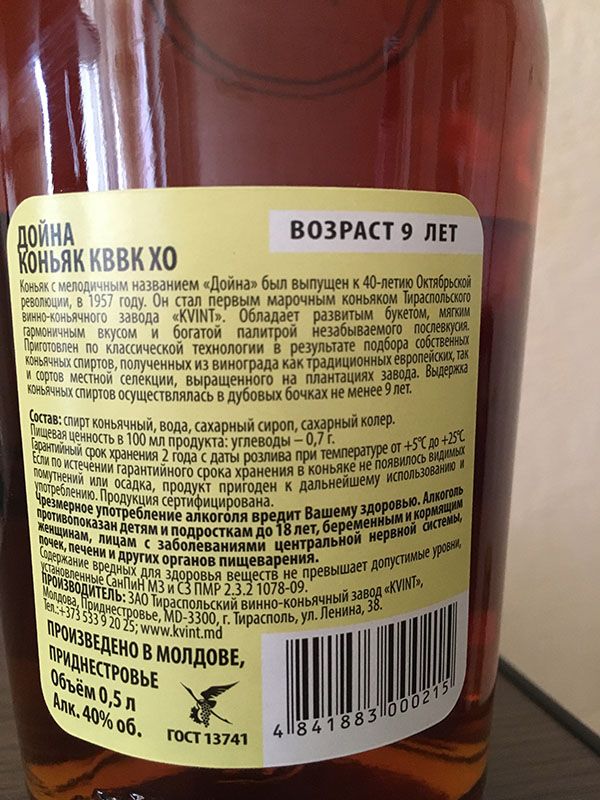 ДОЙНА
КОНЬЯК КВВК ХО
ВОЗРАСТ 9 ЛЕТ
Коньяк с мелодичным названием «Дойна» был выпущен к 40-летию Октябрьской
революции, в 1957 году. Он стал первым марочным коньяком Тираспольского
винно-коньячного завода «KVINT». Обладает развитым букетом, мягким
гармоничным вкусом и богатой палитрой незабываемого послевкусия.
Приготовлен по классической технологии в результате подбора собственных
коньячных спиртов, полученных из винограда как традиционных европейских, так
и сортов местной селекции, выращенного на плантациях завода. Выдержка
коньячных спиртов осуществлялась в дубовых бочках не менее 9 лет.
Состав: спирт коньячный, вода, сахарный сироп, сахарный колер.
Пищевая ценность в 100 мл продукта: углеводы – 0,7 г.
Гарантийный срок хранения 2 года с даты розлива при температуре от +5°С до +25°С.
Если по истечении гарантийного срока хранения в коньяке не появилось видимых
помутнений или осадка, продукт пригоден к дальнейшему использованию и
употреблению. Продукция сертифицирована.
Чрезмерное употребление алкоголя вредит Вашему здоровью. Алкоголь
противопоказан детям и подросткам до 18 лет, беременным и кормящим
женщинам, лицам с заболеваниями центральной нервной системы,
почек, печени и других органов пищеварения.
Содержание вредных для здоровья веществ не превышает допустимые уровни,
установленные СанПиН МЗ и СЗ ПМР 2.3.2 1078-09.
ПРОИЗВОДИТЕЛЬ: ЗАО Тираспольский винно-коньячный завод «KVINT»,
Молдова, Приднестровье, MD-3300, г. Тирасполь, ул. Ленина, 38.
Тел.:+373 533 9 20 25; www.kvint.md
ПРОИЗВЕДЕНО В МОЛДОВЕ,
ПРИДНЕСТРОВЬЕ
Объём 0,5 л
Алк. 40% об.
ГОСТ 13741
4 841883 000215